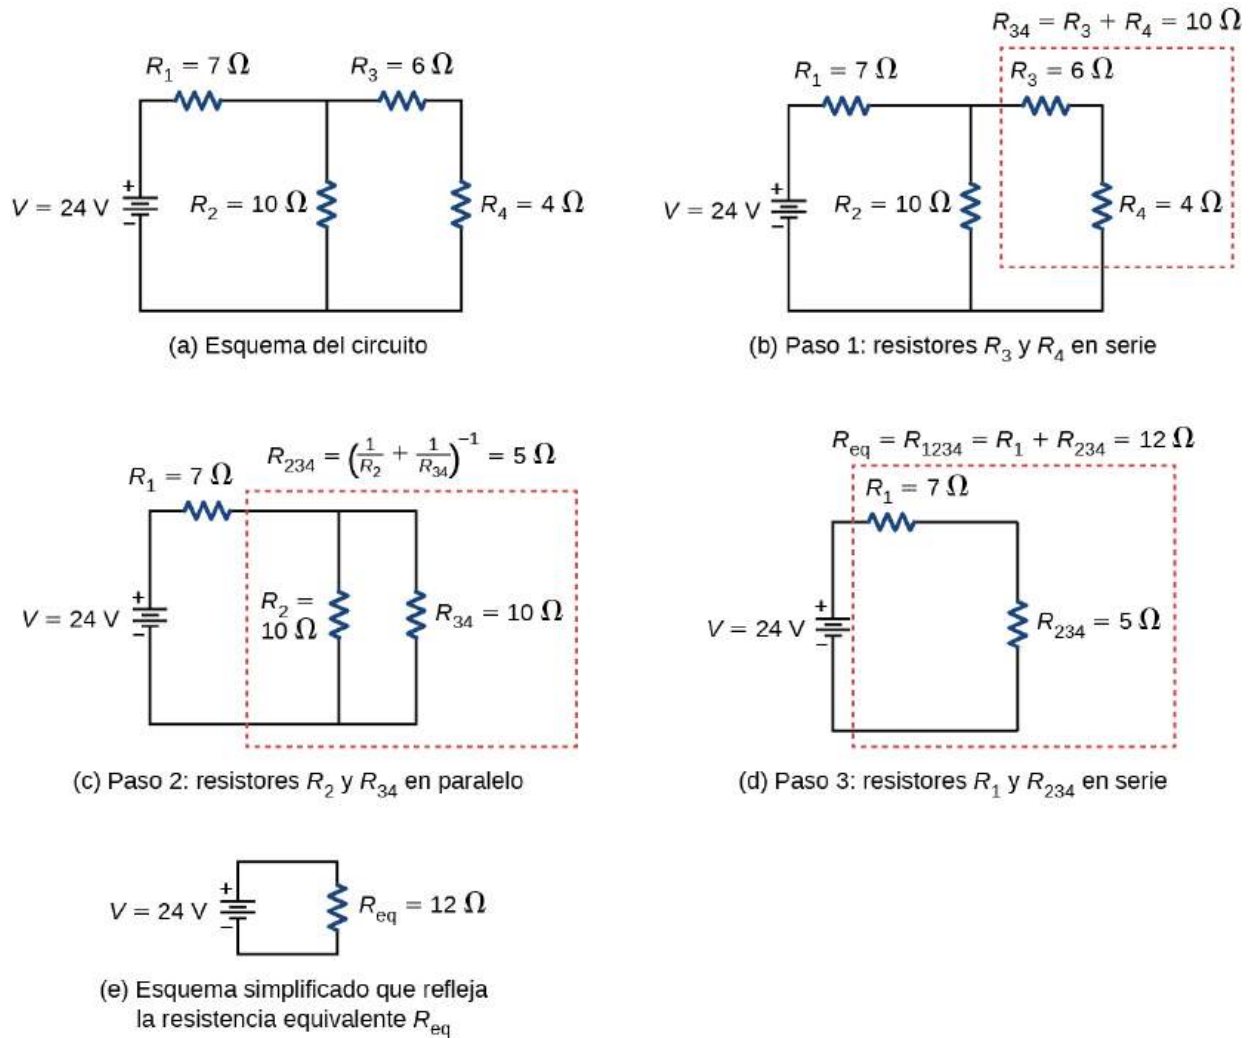 R₁ = 7 Ω
R₃ = 6 Ω
V = 24 V
+
−
R₂ = 10 Ω
R₄ = 4 Ω
(a) Esquema del circuito
R₃₄ = R₃ + R₄ = 10 Ω
R₁ = 7 Ω
R₃ = 6 Ω
V = 24 V
+
−
R₂ = 10 Ω
R₄ = 4 Ω
(b) Paso 1: resistores R₃ y R₄ en serie
R₂₃₄ = (1/R₂ + 1/R₃₄)⁻¹ = 5 Ω
R₁ = 7 Ω
V = 24 V
+
−
R₂ =
10 Ω
R₃₄ = 10 Ω
(c) Paso 2: resistores R₂ y R₃₄ en paralelo
R_eq = R₁₂₃₄ = R₁ + R₂₃₄ = 12 Ω
R₁ = 7 Ω
V = 24 V
+
−
R₂₃₄ = 5 Ω
(d) Paso 3: resistores R₁ y R₂₃₄ en serie
V = 24 V
+
−
R_eq = 12 Ω
(e) Esquema simplificado que refleja
la resistencia equivalente R_eq